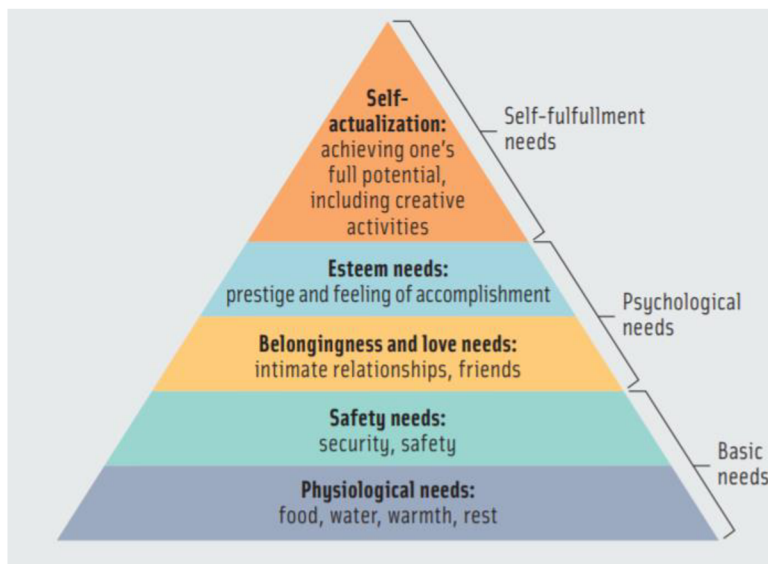 Self-
actualization:
achieving one's
full potential,
including creative
activities
Self-fulfullment
needs
Esteem needs:
prestige and feeling of accomplishment
Psychological
needs
Belongingness and love needs:
intimate relationships, friends
Safety needs:
security, safety
Basic
needs
Physiological needs:
food, water, warmth, rest